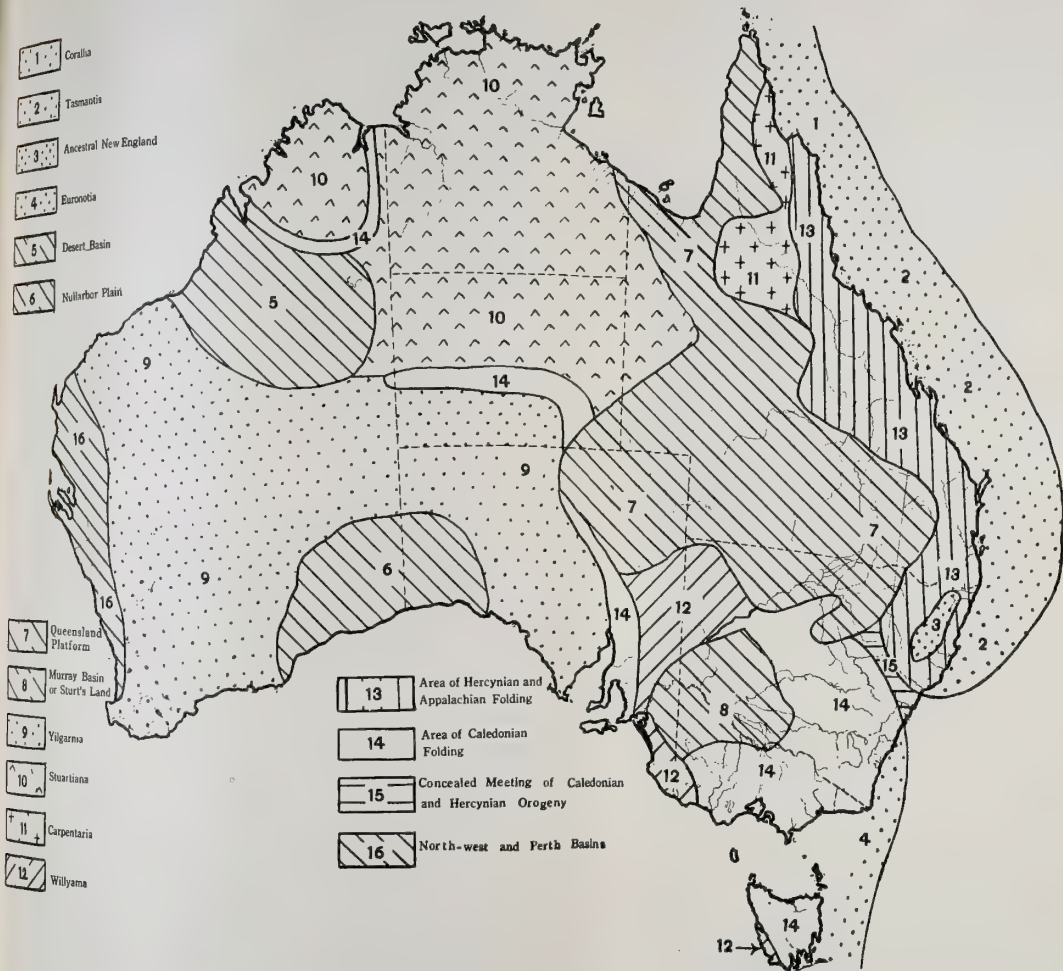 1 Coralha
2 Tasmantis
3 Ancestral New England
4 Euronotia
5 Desert Basin
6 Nullarbor Plain
7 Queensland
Platform
8 Murray Basin
or Sturt's Land
9 Yilgarnia
10 Stuartiana
11 Carpentaria
12 Willyama
13 Area of Hercynian and
Appalachian Folding
14 Area of Caledonian
Folding
15 Concealed Meeting of Caledonian
and Hercynian Orogeny
16 North-west and Perth Basins
10
1
11
10
13
14
7
11
2
5
10
9
14
2
16
13
9
7
7
6
9
13
16
12
14
3
2
15
8
14
12
14
4
14
12